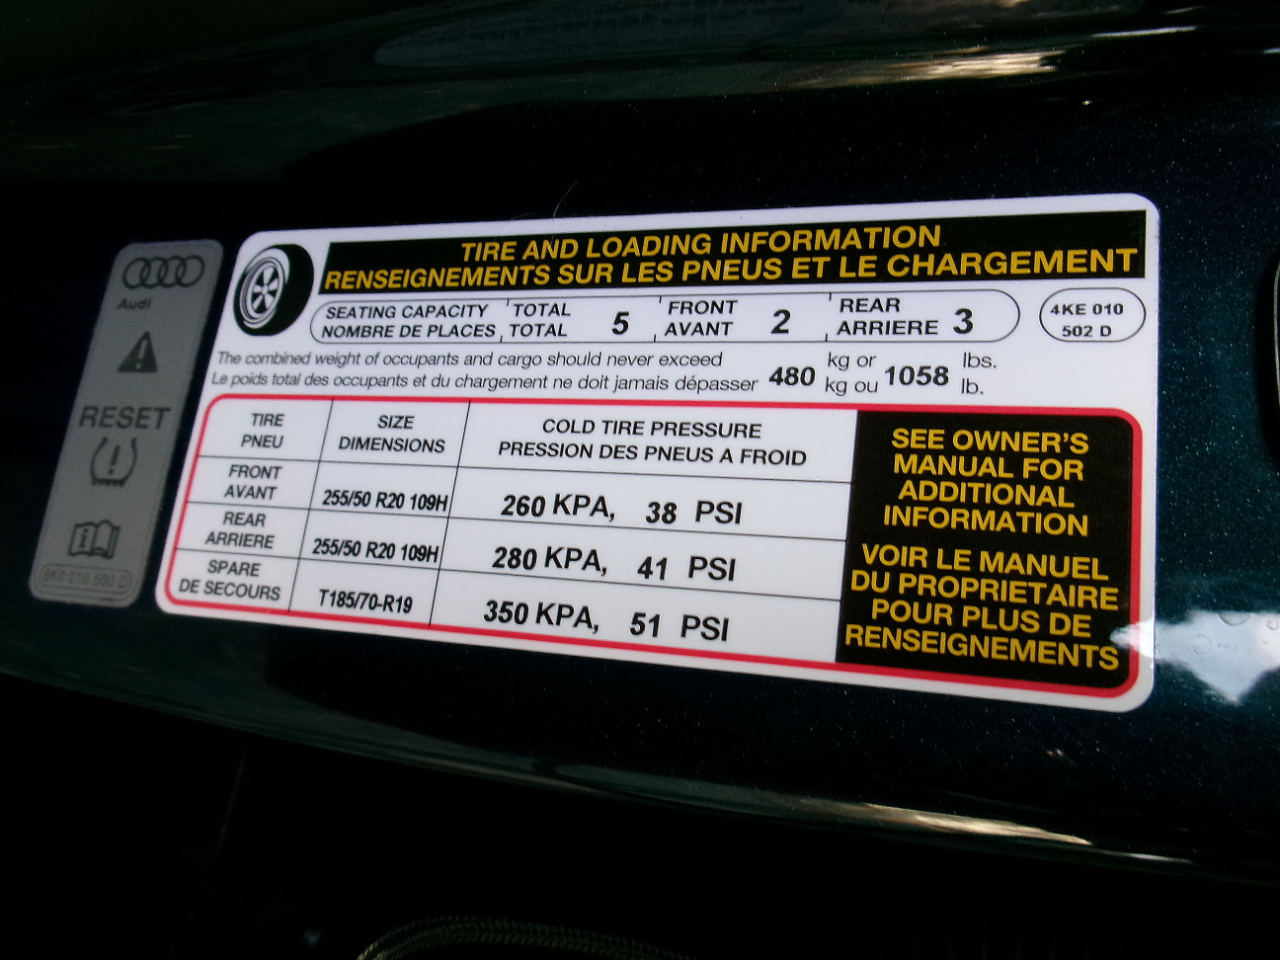 Audi
RESET
TIRE AND LOADING INFORMATION
RENSEIGNEMENTS SUR LES PNEUS ET LE CHARGEMENT
SEATING CAPACITY TOTAL 5 FRONT 2 REAR 3
NOMBRE DE PLACES TOTAL AVANT ARRIERE
4KE 010
502 D
The combined weight of occupants and cargo should never exceed 480 kg or 1058 lbs.
Le poids total des occupants et du chargement ne doit jamais dépasser kg ou lb.
TIRE SIZE COLD TIRE PRESSURE
PNEU DIMENSIONS PRESSION DES PNEUS A FROID
FRONT
AVANT 255/50 R20 109H 260 KPA, 38 PSI
REAR
ARRIERE 255/50 R20 109H 280 KPA, 41 PSI
SPARE
DE SECOURS T185/70-R19 350 KPA, 51 PSI
SEE OWNER'S
MANUAL FOR
ADDITIONAL
INFORMATION
VOIR LE MANUEL
DU PROPRIETAIRE
POUR PLUS DE
RENSEIGNEMENTS